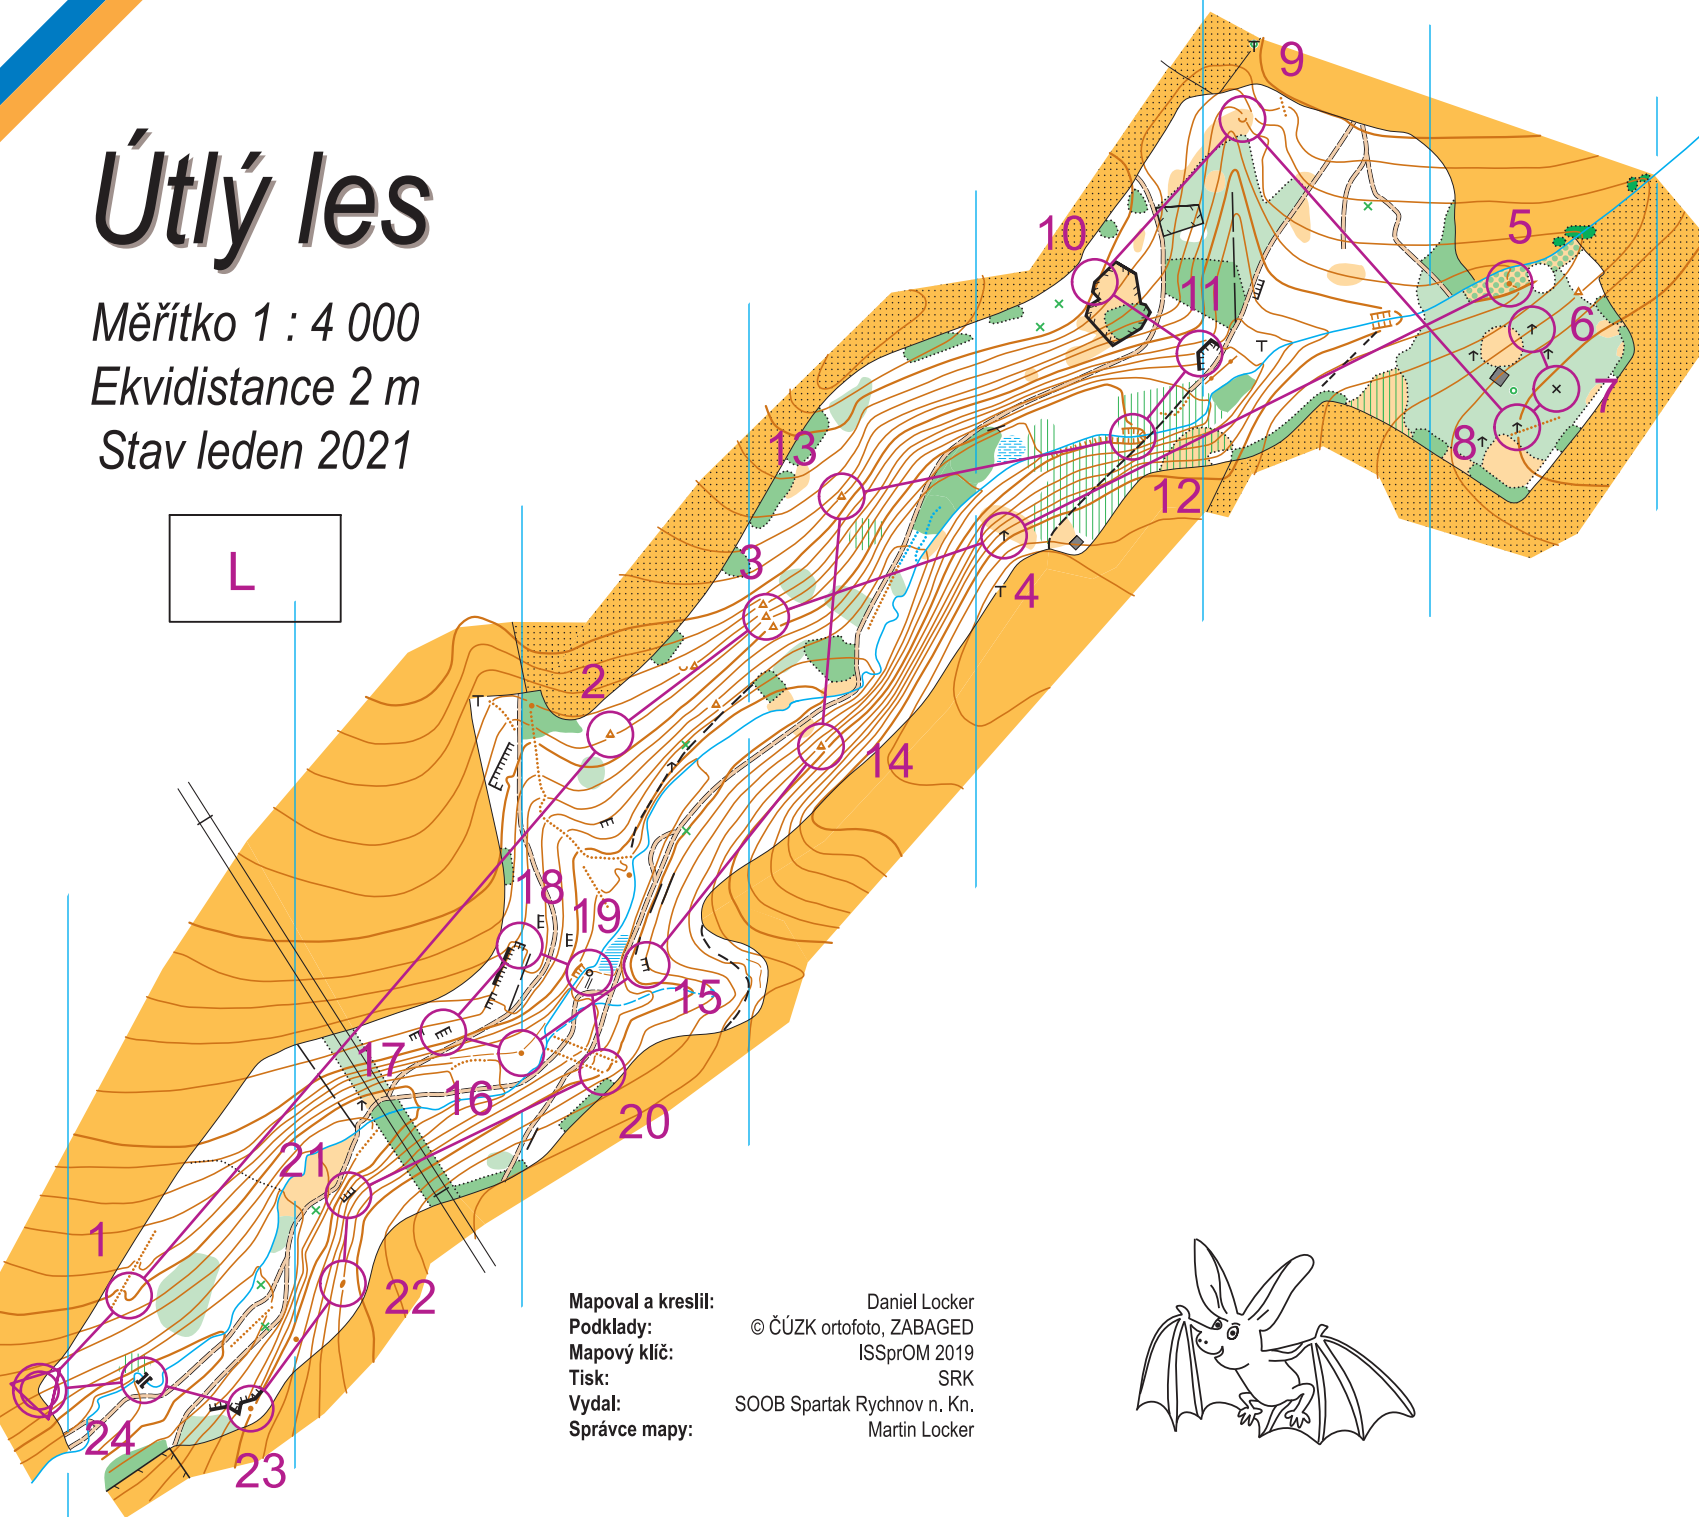 Útlý les
Měřítko 1 : 4 000
Ekvidistance 2 m
Stav leden 2021
L
9
5
10
11
6
7
8
13
12
3
4
2
14
18
19
15
17
16
20
21
1
22
24
23
Mapoval a kreslil: Daniel Locker
Podklady: © ČÚZK ortofoto, ZABAGED
Mapový klíč: ISSprOM 2019
Tisk: SRK
Vydal: SOOB Spartak Rychnov n. Kn.
Správce mapy: Martin Locker